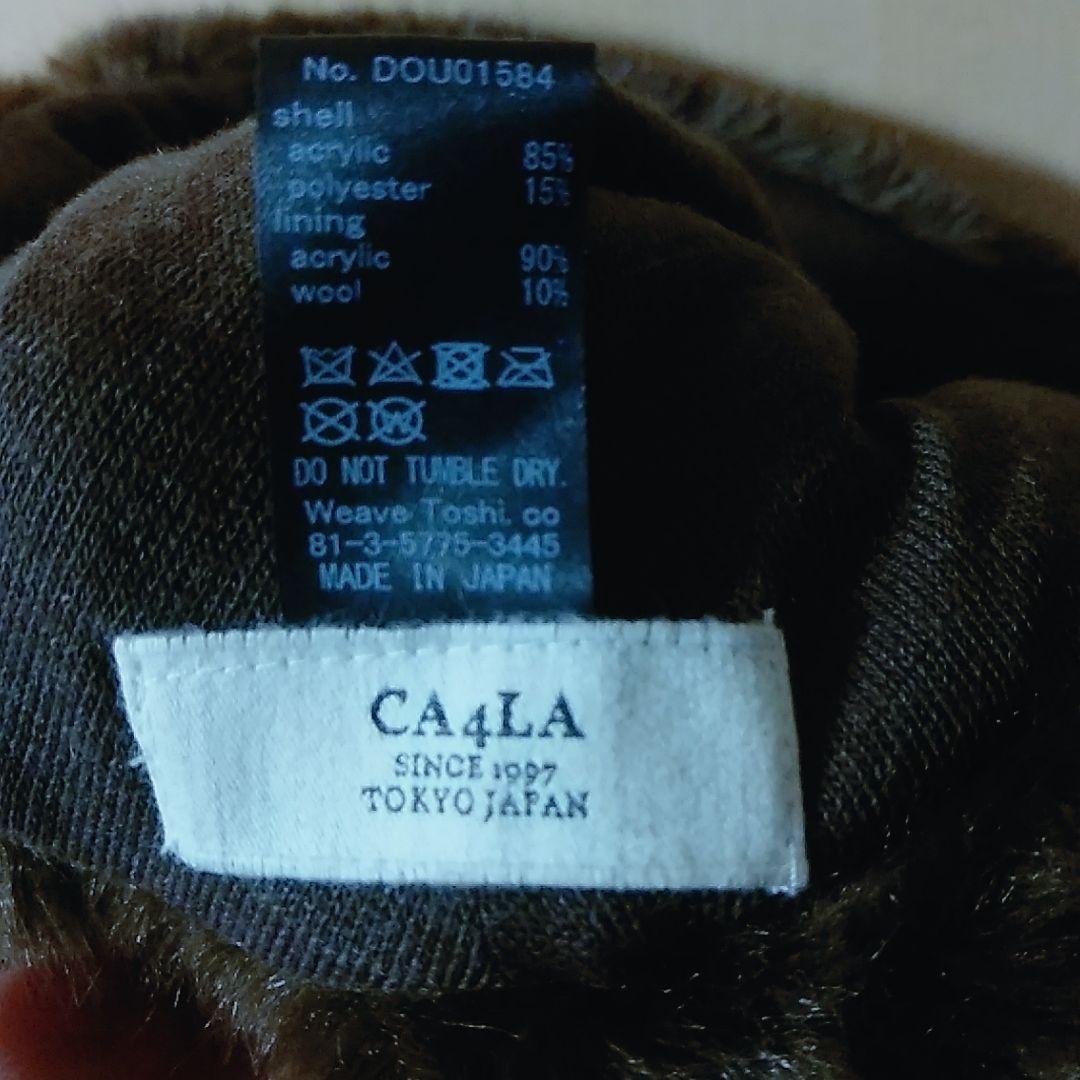 No. DOU01584
shell
acrylic 85%
polyester 15%
lining
acrylic 90%
wool 10%
W
DO NOT TUMBLE DRY.
Weave Toshi. co
81-3-5775-3445
MADE IN JAPAN
CA4LA
SINCE 1997
TOKYO JAPAN